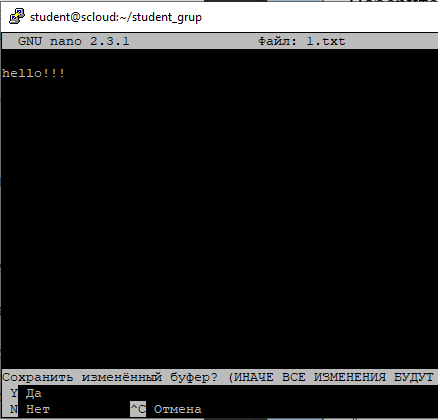 student@scloud:~/student_grup
GNU nano 2.3.1 Файл: 1.txt
hello!!!
Сохранить изменённый буфер? (ИНАЧЕ ВСЕ ИЗМЕНЕНИЯ БУДУТ
Y Да
N Нет ^C Отмена